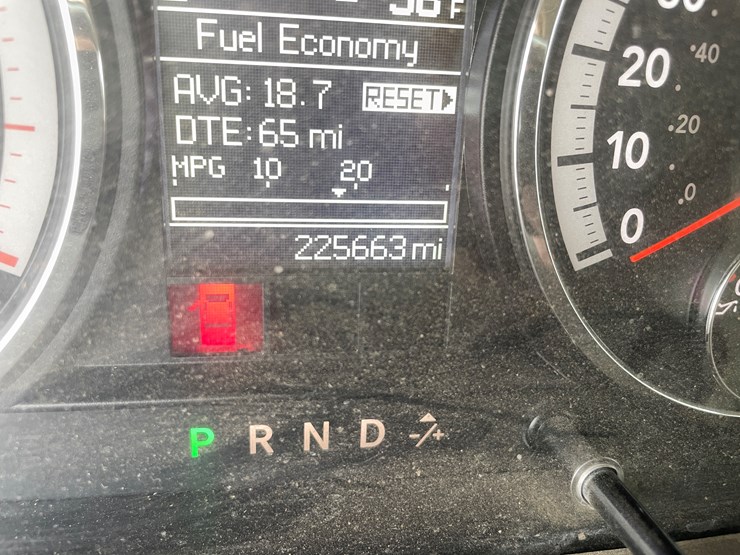 F
Fuel Economy
AVG: 18.7 RESET
DTE: 65 mi
MPG 10 20
225663 mi
20 40
10 20
0 0
P R N D -/+